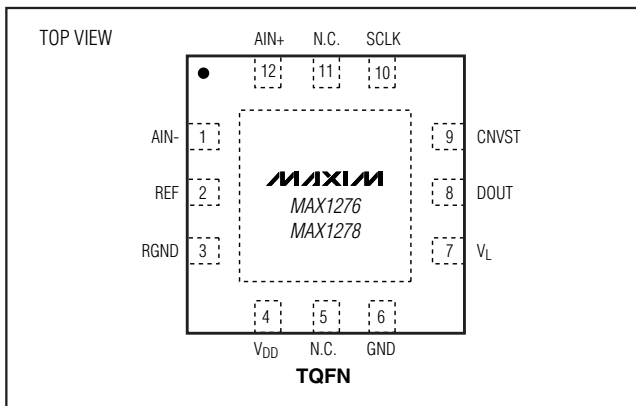 TOP VIEW
AIN+ N.C. SCLK
12 11 10
AIN- 1 9 CNVST
MAXIM
MAX1276
MAX1278
REF 2 8 DOUT
RGND 3 7 VL
4 5 6
VDD N.C. GND
TQFN